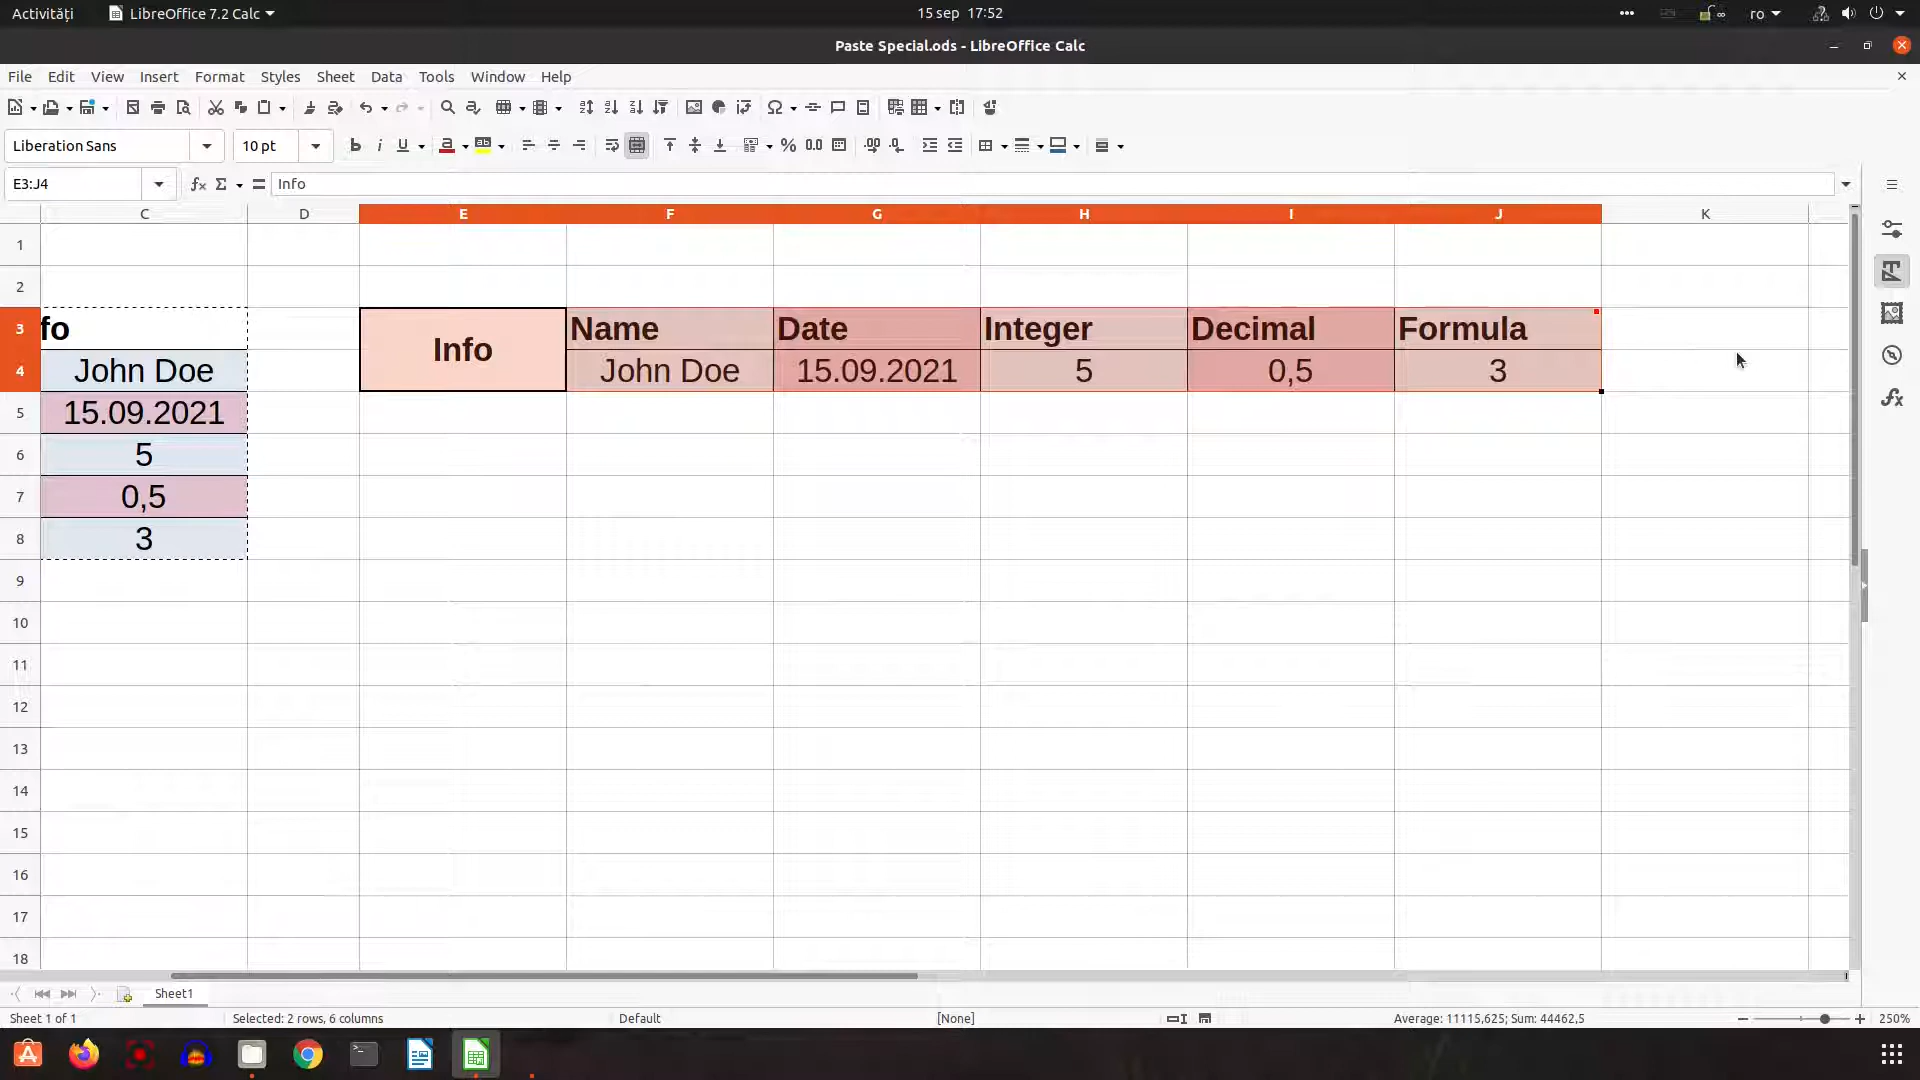 Activități LibreOffice 7.2 Calc 15 sep 17:52 ro
Paste Special.ods - LibreOffice Calc
File Edit View Insert Format Styles Sheet Data Tools Window Help
Liberation Sans 10 pt
E3:J4 Info
C D E F G H I J K
1
2
3 fo Info Name Date Integer Decimal Formula
4 John Doe John Doe 15.09.2021 5 0,5 3
5 15.09.2021
6 5
7 0,5
8 3
9
10
11
12
13
14
15
16
17
18
Sheet1
Sheet 1 of 1 Selected: 2 rows, 6 columns Default [None] Average: 11115,625; Sum: 44462,5 250%